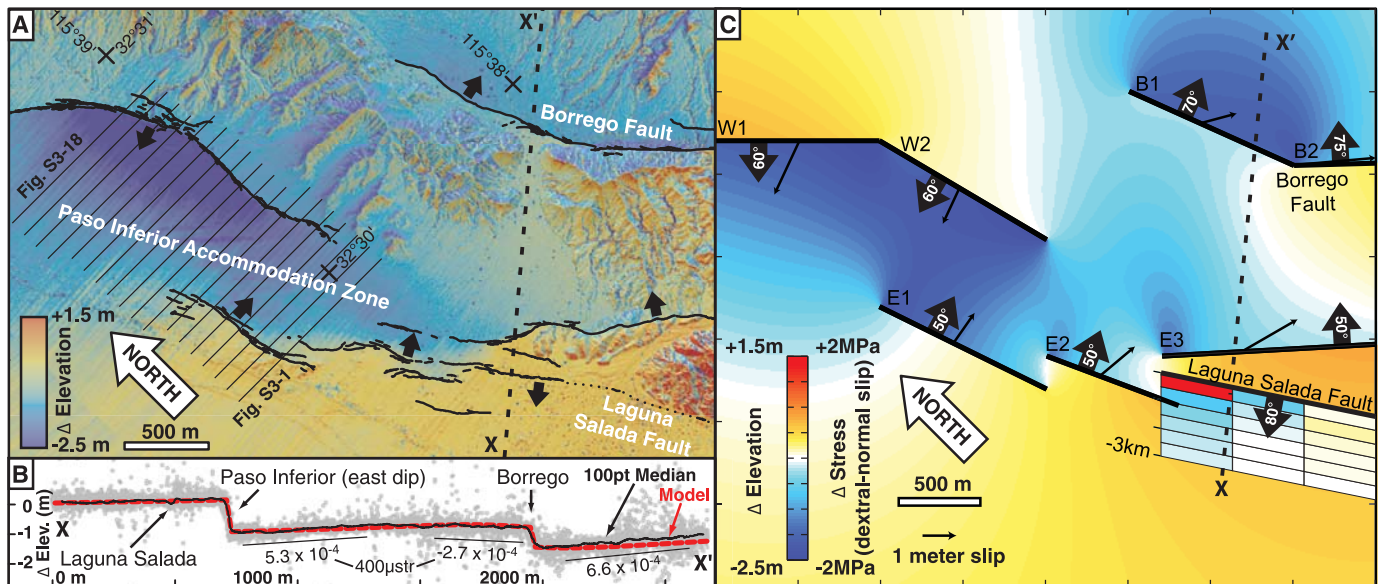 A
115°39'
32°31'
X'
115°38'
Borrego Fault
Fig. S3-18
Paso Inferior Accommodation Zone
32°30'
+1.5 m
Δ Elevation
-2.5 m
NORTH
500 m
Fig. S3-1
X
Laguna
Salada Fault
B
Δ Elev. (m)
0
-1
-2
X
Laguna Salada
Paso Inferior (east dip)
Borrego
100pt Median
Model
5.3 x 10-4
400µstr
-2.7 x 10-4
6.6 x 10-4
X'
0 m
1000 m
2000 m
C
X'
B1
70°
W1
W2
60°
60°
B2
75°
Borrego
Fault
E1
50°
E2
50°
E3
50°
Laguna Salada Fault
80°
-3km
X
+1.5m
+2MPa
Δ Elevation
Δ Stress
(dextral-normal slip)
-2.5m
-2MPa
NORTH
500 m
1 meter slip